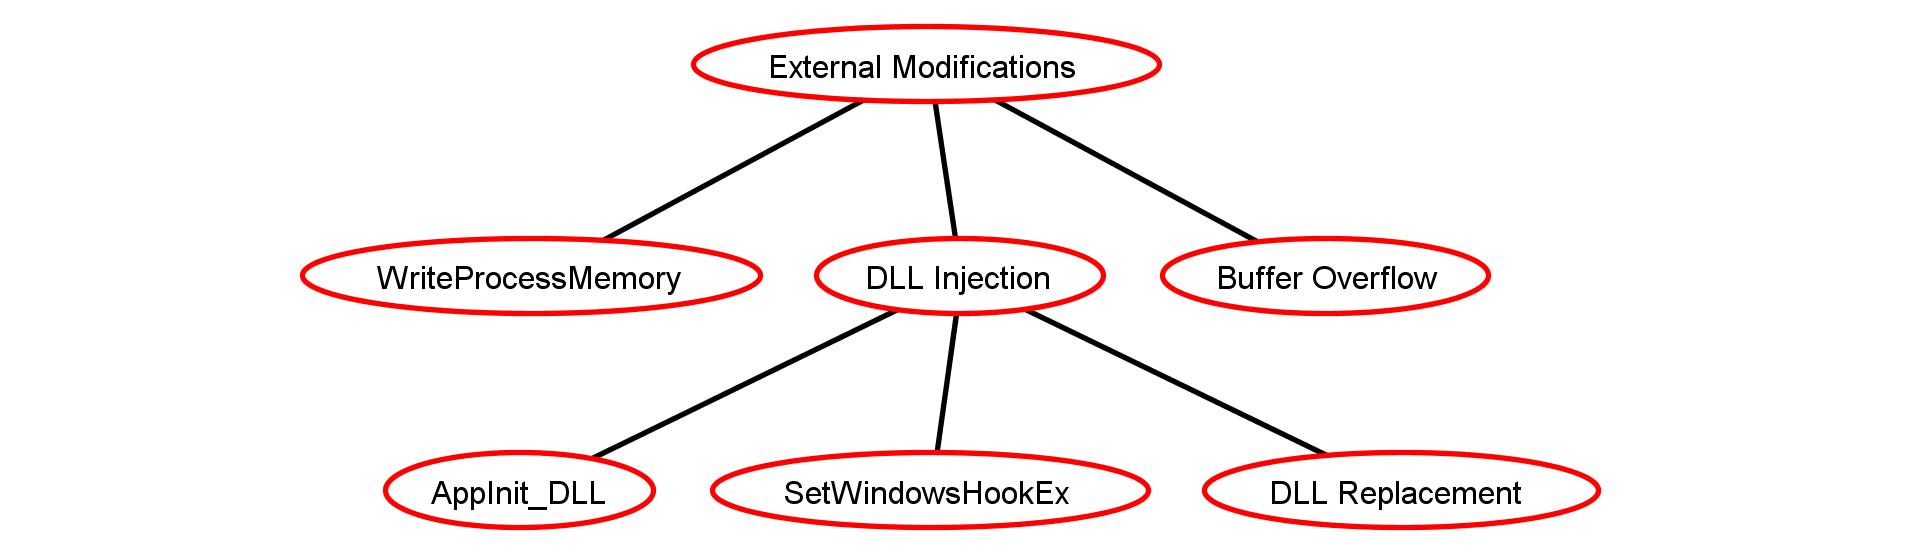 External Modifications
WriteProcessMemory
DLL Injection
Buffer Overflow
AppInit_DLL
SetWindowsHookEx
DLL Replacement